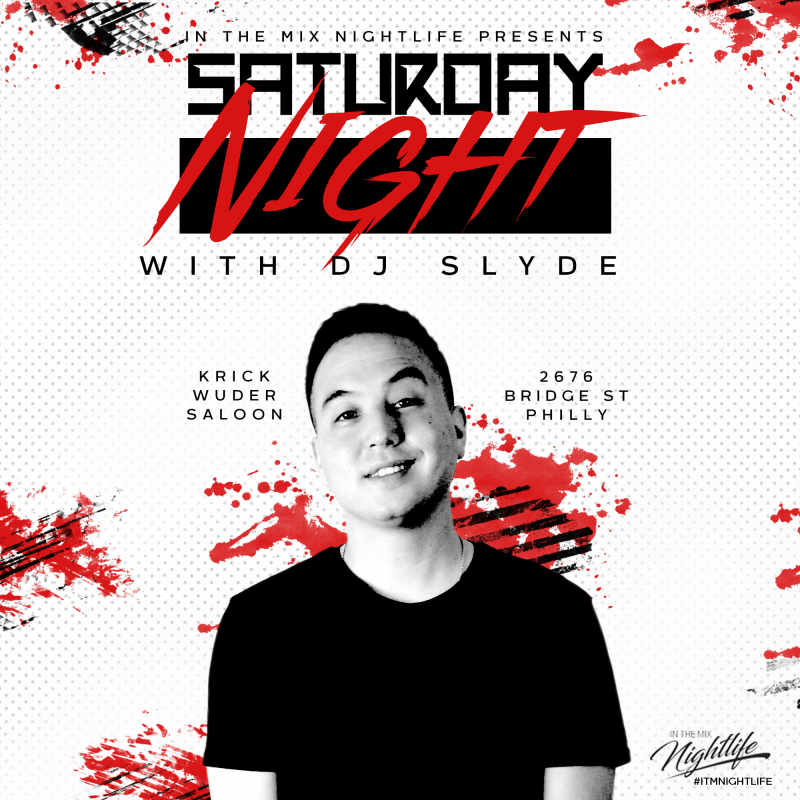 IN THE MIX NIGHTLIFE PRESENTS
SATURDAY
NIGHT
WITH DJ SLYDE
KRICK
WUDER
SALOON
2676
BRIDGE ST
PHILLY
IN THE MIX
Nightlife
#ITMNIGHTLIFE